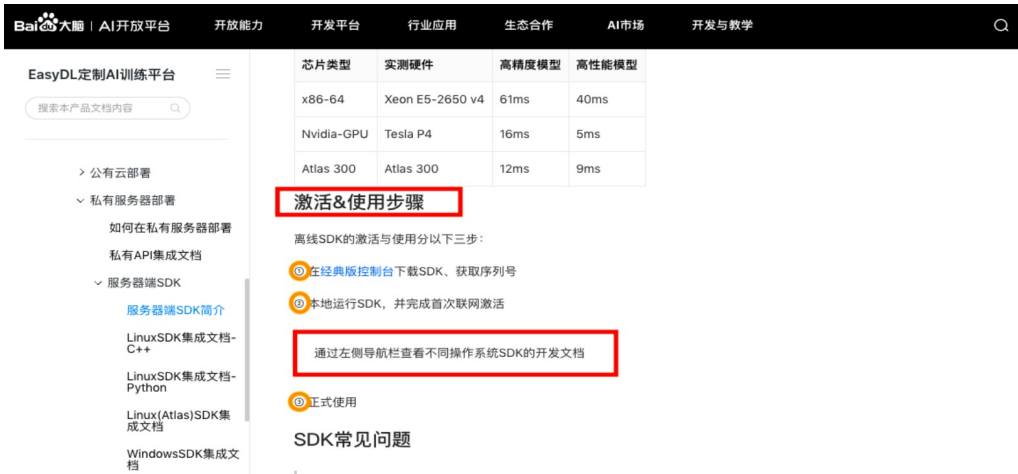 Bai du 大脑 | AI开放平台 开放能力 开发平台 行业应用 生态合作 AI市场 开发与教学
EasyDL定制AI训练平台
搜索本产品文档内容
公有云部署
私有服务器部署
如何在私有服务器部署
私有API集成文档
服务器端SDK
服务器端SDK简介
LinuxSDK集成文档-
C++
LinuxSDK集成文档-
Python
Linux(Atlas)SDK集
成文档
WindowsSDK集成文
档
芯片类型 实测硬件 高精度模型 高性能模型
x86-64 Xeon E5-2650 v4 61ms 40ms
Nvidia-GPU Tesla P4 16ms 5ms
Atlas 300 Atlas 300 12ms 9ms
激活&使用步骤
离线SDK的激活与使用分以下三步：
①在经典版控制台下载SDK、获取序列号
②本地运行SDK，并完成首次联网激活
通过左侧导航栏查看不同操作系统SDK的开发文档
③正式使用
SDK常见问题